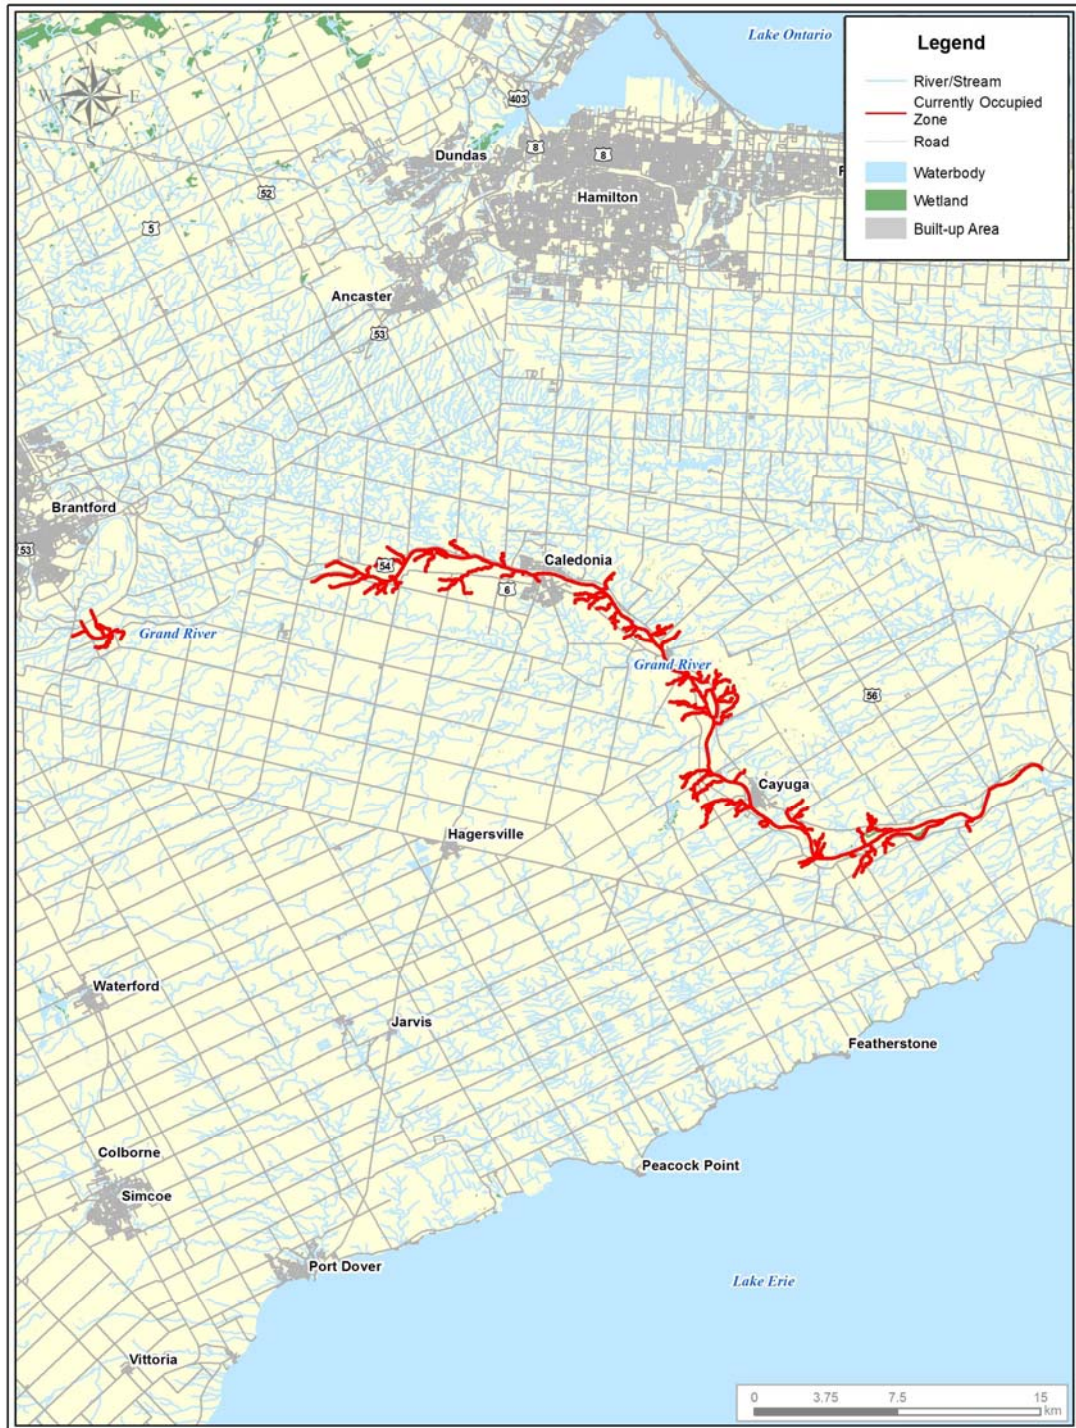 Lake Ontario
Legend
River/Stream
Currently Occupied
Zone
Road
Waterbody
Wetland
Built-up Area
N
W
E
S
403
Dundas
8
8
Hamilton
F
52
5
Ancaster
53
Brantford
53
54
Caledonia
6
Grand River
Grand River
56
Cayuga
Hagersville
Waterford
Jarvis
Featherstone
Colborne
Simcoe
Peacock Point
Port Dover
Lake Erie
Vittoria
0 3.75 7.5 15
km